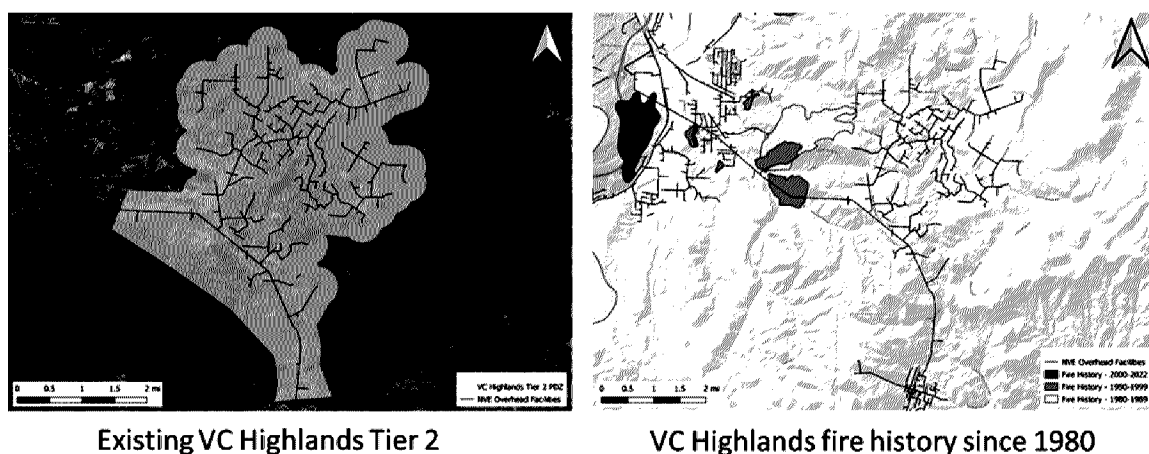 0 0.5 1 1.5 2 mi
VC Highlands Tier 2 PDZ
NVE Overhead Facilities
0 0.5 1 1.5 2 mi
NVE Overhead Facilities
Fire History - 2000-2022
Fire History - 1980-1999
Fire History - 1980-1989
Existing VC Highlands Tier 2
VC Highlands fire history since 1980